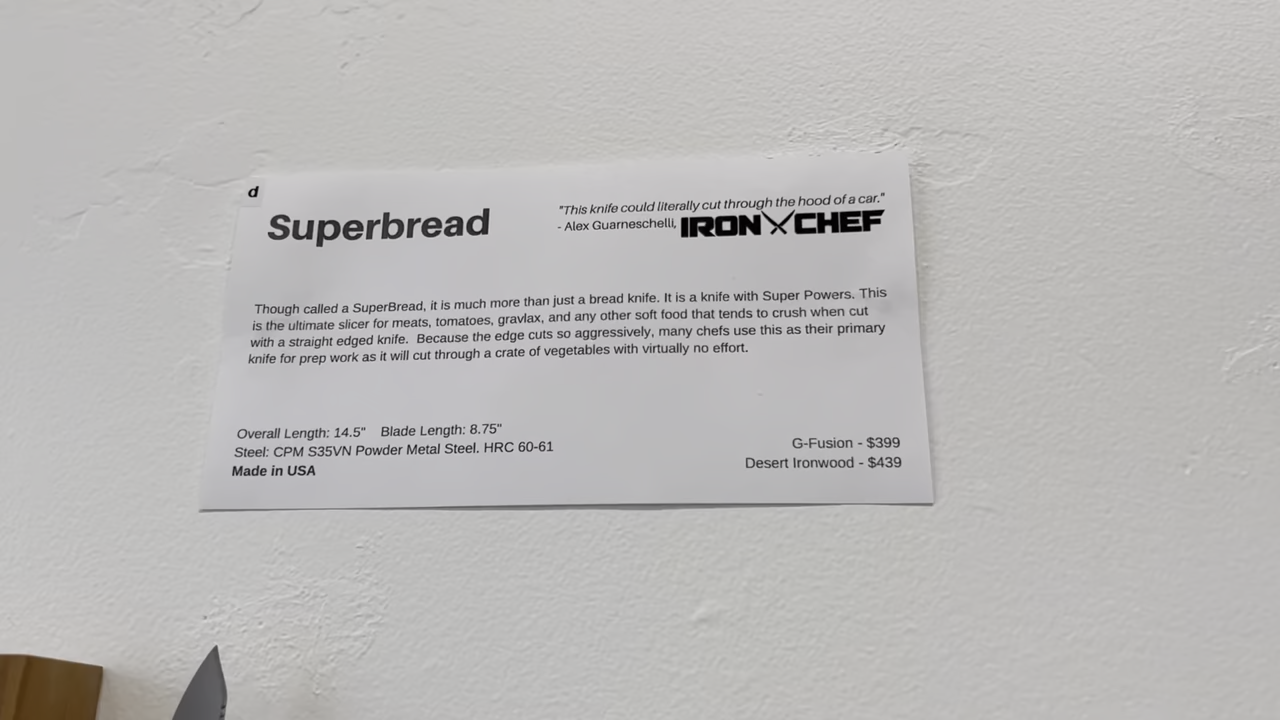 d
Superbread
"This knife could literally cut through the hood of a car."
- Alex Guarneschelli, IRON CHEF
Though called a SuperBread, it is much more than just a bread knife. It is a knife with Super Powers. This
is the ultimate slicer for meats, tomatoes, gravlax, and any other soft food that tends to crush when cut
with a straight edged knife.  Because the edge cuts so aggressively, many chefs use this as their primary
knife for prep work as it will cut through a crate of vegetables with virtually no effort.
Overall Length: 14.5"    Blade Length: 8.75"
Steel: CPM S35VN Powder Metal Steel. HRC 60-61
Made in USA
G-Fusion - $399
Desert Ironwood - $439